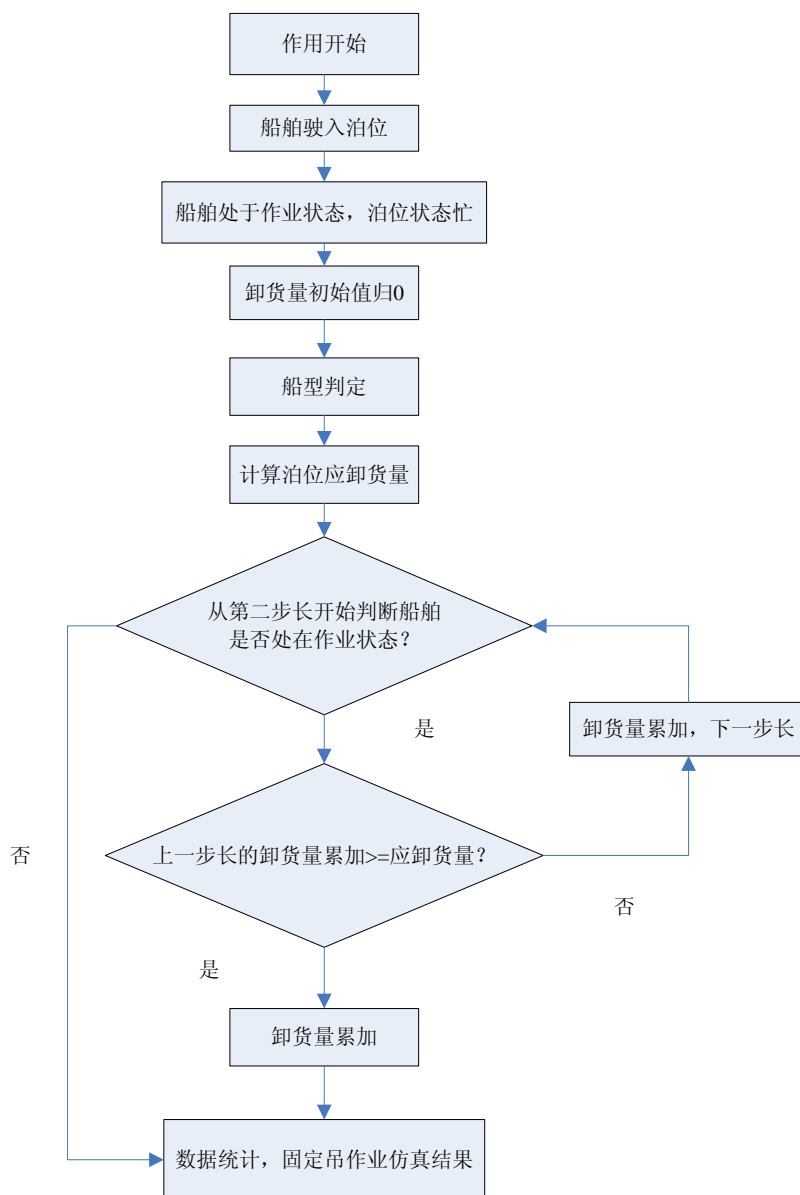 作用开始
船舶驶入泊位
船舶处于作业状态，泊位状态忙
卸货量初始值归0
船型判定
计算泊位应卸货量
从第二步长开始判断船舶
是否处在作业状态？
是
卸货量累加，下一步长
否
上一步长的卸货量累加>=应卸货量？
否
是
卸货量累加
数据统计，固定吊作业仿真结果